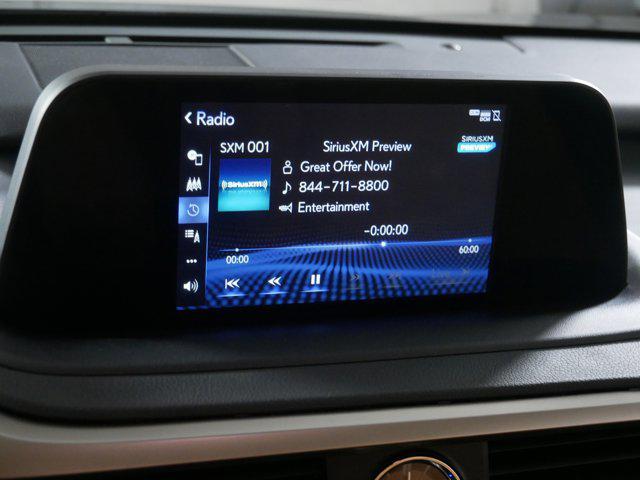 Radio
SIRIUSXM
PREVIEW
SXM 001
SiriusXM Preview
((SiriusXM))
Great Offer Now!
844-711-8800
Entertainment
-0:00:00
00:00
60:00